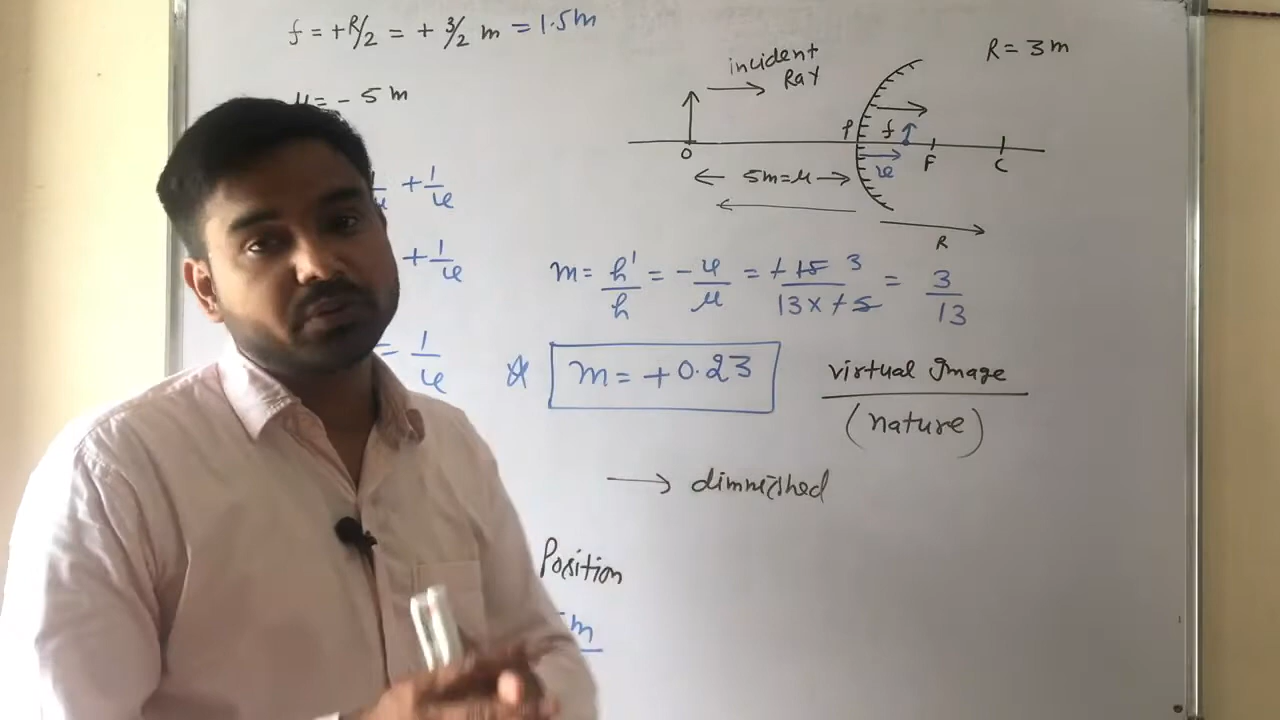 f = +R/2 = + 3/2 m = 1.5m
u = - 5 m
1/u + 1/v
+ 1/v
= 1/v
incident
Ray
R = 3m
P
f
O
v
F
C
5m = u
R
m = h'/h = -v/u = +15 3/13 x +5 = 3/13
☆ m = +0.23
virtual Image
(nature)
→ diminished
Position
m